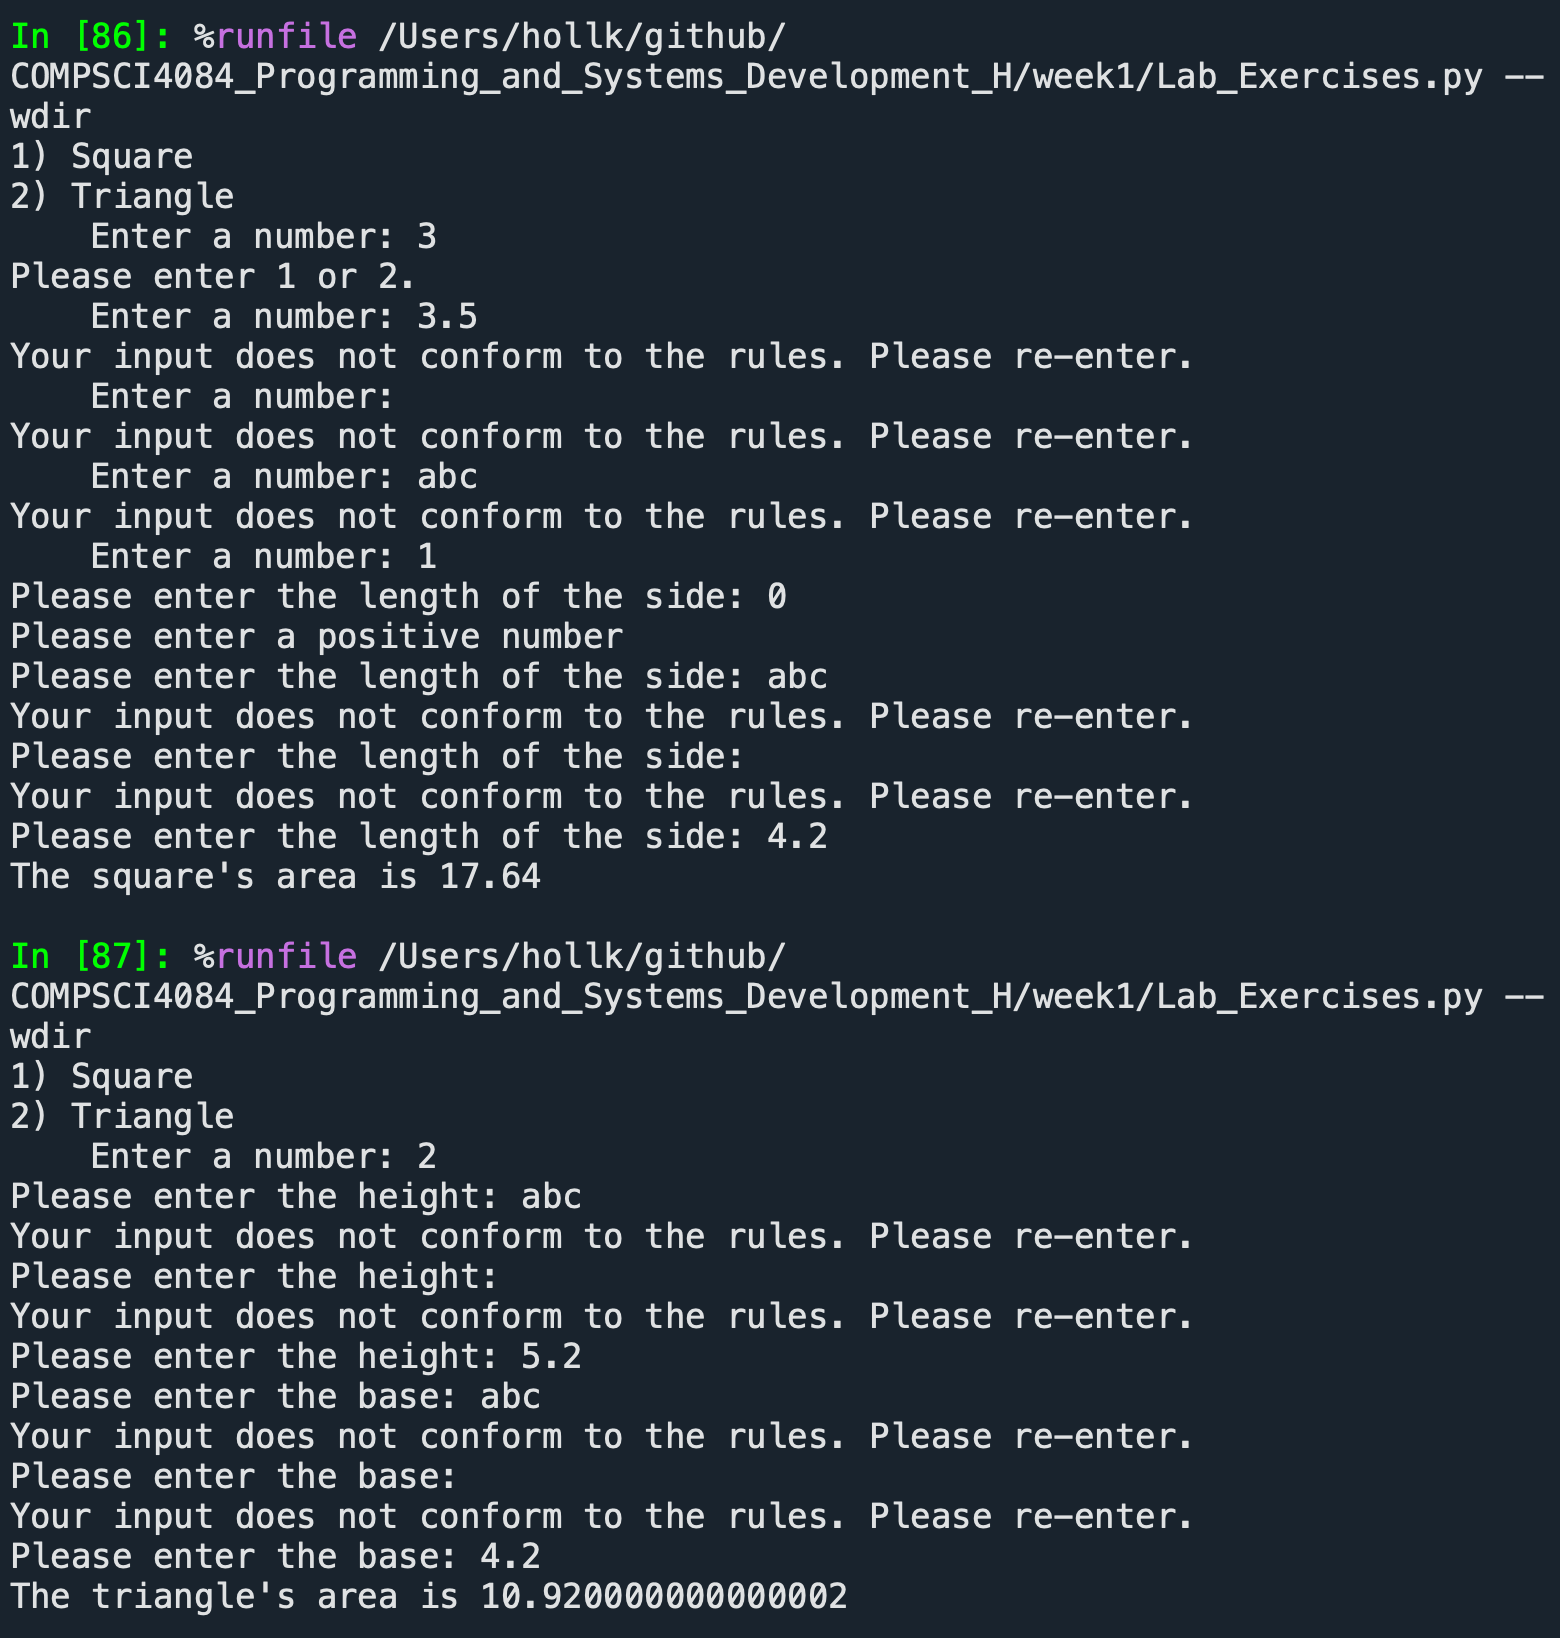 In [86]: %runfile /Users/hollk/github/
COMPSCI4084_Programming_and_Systems_Development_H/week1/Lab_Exercises.py --
wdir
1) Square
2) Triangle
    Enter a number: 3
Please enter 1 or 2.
    Enter a number: 3.5
Your input does not conform to the rules. Please re-enter.
    Enter a number:
Your input does not conform to the rules. Please re-enter.
    Enter a number: abc
Your input does not conform to the rules. Please re-enter.
    Enter a number: 1
Please enter the length of the side: 0
Please enter a positive number
Please enter the length of the side: abc
Your input does not conform to the rules. Please re-enter.
Please enter the length of the side:
Your input does not conform to the rules. Please re-enter.
Please enter the length of the side: 4.2
The square's area is 17.64

In [87]: %runfile /Users/hollk/github/
COMPSCI4084_Programming_and_Systems_Development_H/week1/Lab_Exercises.py --
wdir
1) Square
2) Triangle
    Enter a number: 2
Please enter the height: abc
Your input does not conform to the rules. Please re-enter.
Please enter the height:
Your input does not conform to the rules. Please re-enter.
Please enter the height: 5.2
Please enter the base: abc
Your input does not conform to the rules. Please re-enter.
Please enter the base:
Your input does not conform to the rules. Please re-enter.
Please enter the base: 4.2
The triangle's area is 10.920000000000002